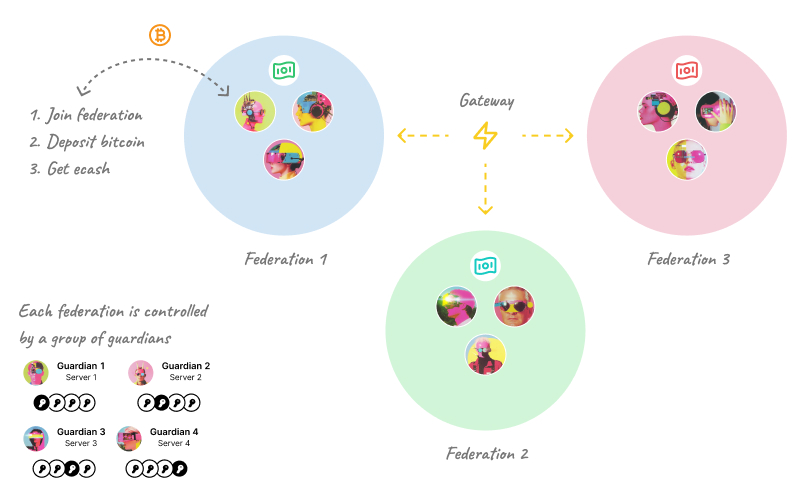 Gateway
1. Join federation
2. Deposit bitcoin
3. Get ecash
Federation 1
Federation 3
Each federation is controlled
by a group of guardians
Guardian 1
Server 1
Guardian 2
Server 2
Guardian 3
Server 3
Guardian 4
Server 4
Federation 2